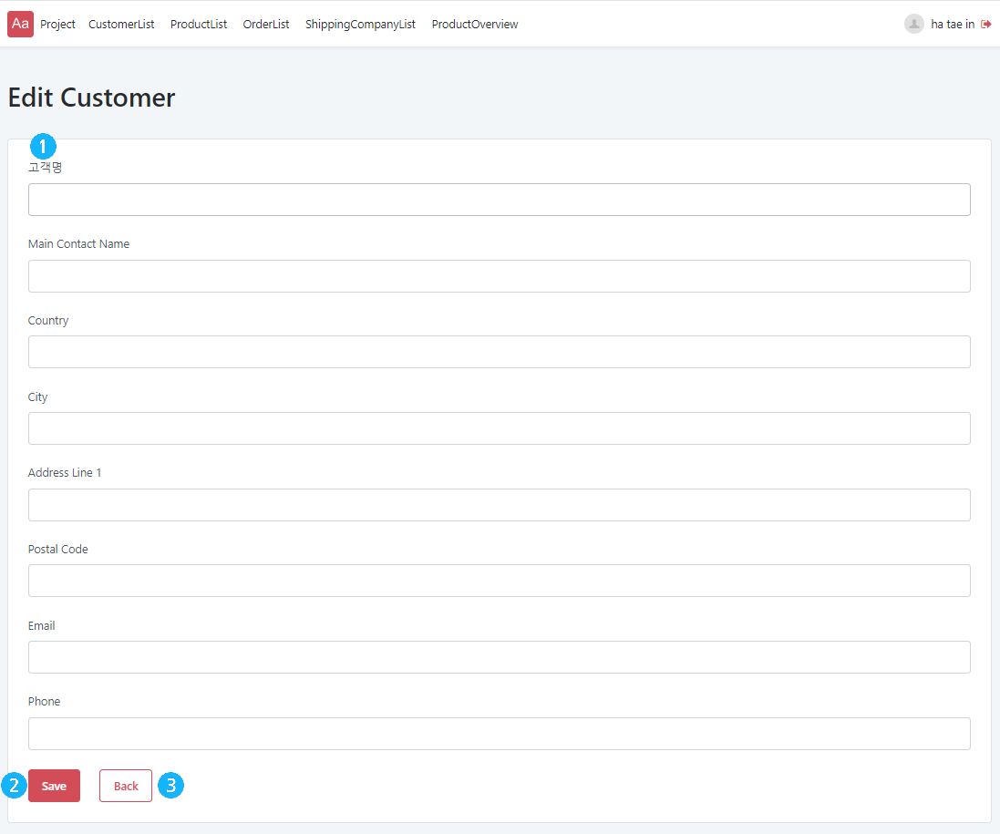 Aa Project CustomerList ProductList OrderList ShippingCompanyList ProductOverview ha tae in
Edit Customer
1
고객명
Main Contact Name
Country
City
Address Line 1
Postal Code
Email
Phone
2 Save Back 3